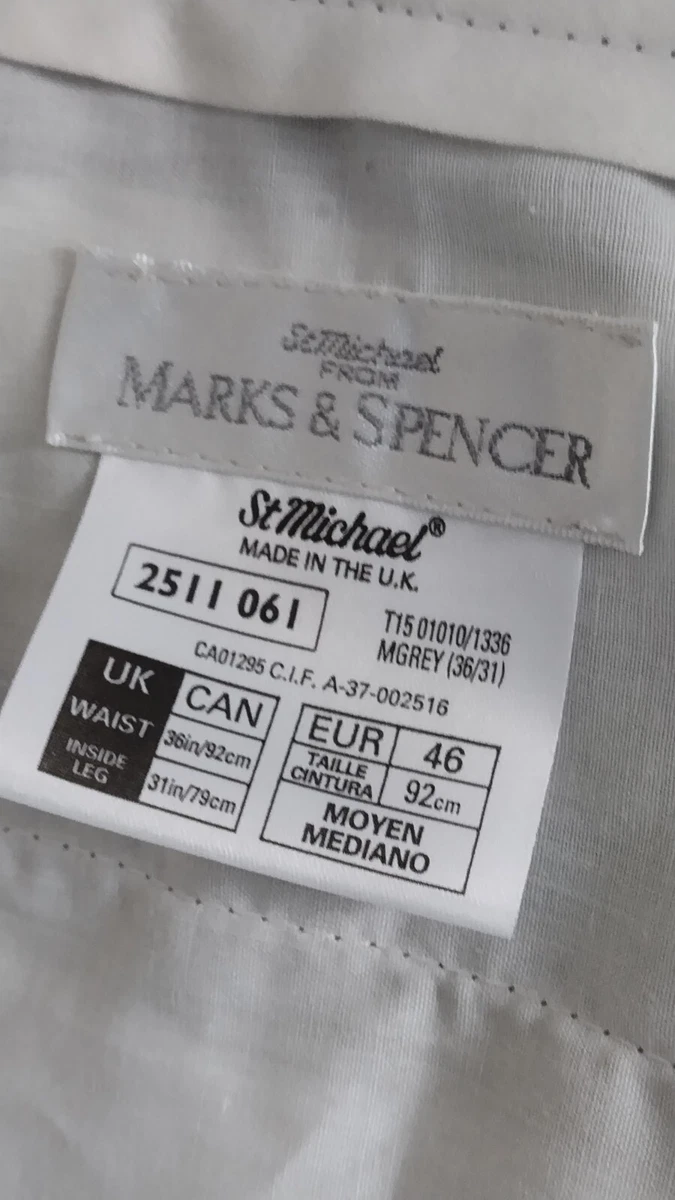 St Michael
FROM
MARKS & SPENCER
St Michael®
MADE IN THE U.K.
2511 061
T15 01010/1336
MGREY (36/31)
CA01295 C.I.F. A-37-002516
UK CAN
WAIST 36in/92cm
INSIDE LEG 31in/79cm
EUR 46
TAILLE
CINTURA 92cm
MOYEN
MEDIANO